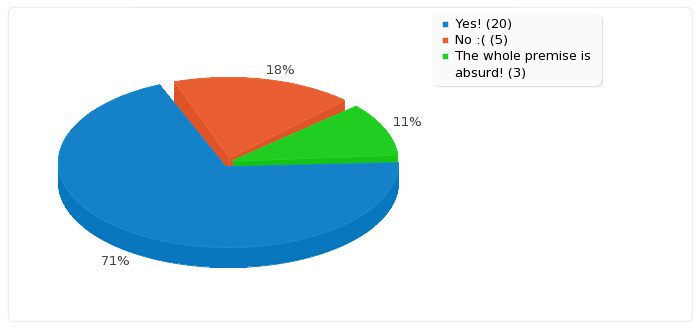 Yes! (20)
No :( (5)
The whole premise is
absurd! (3)
18%
11%
71%